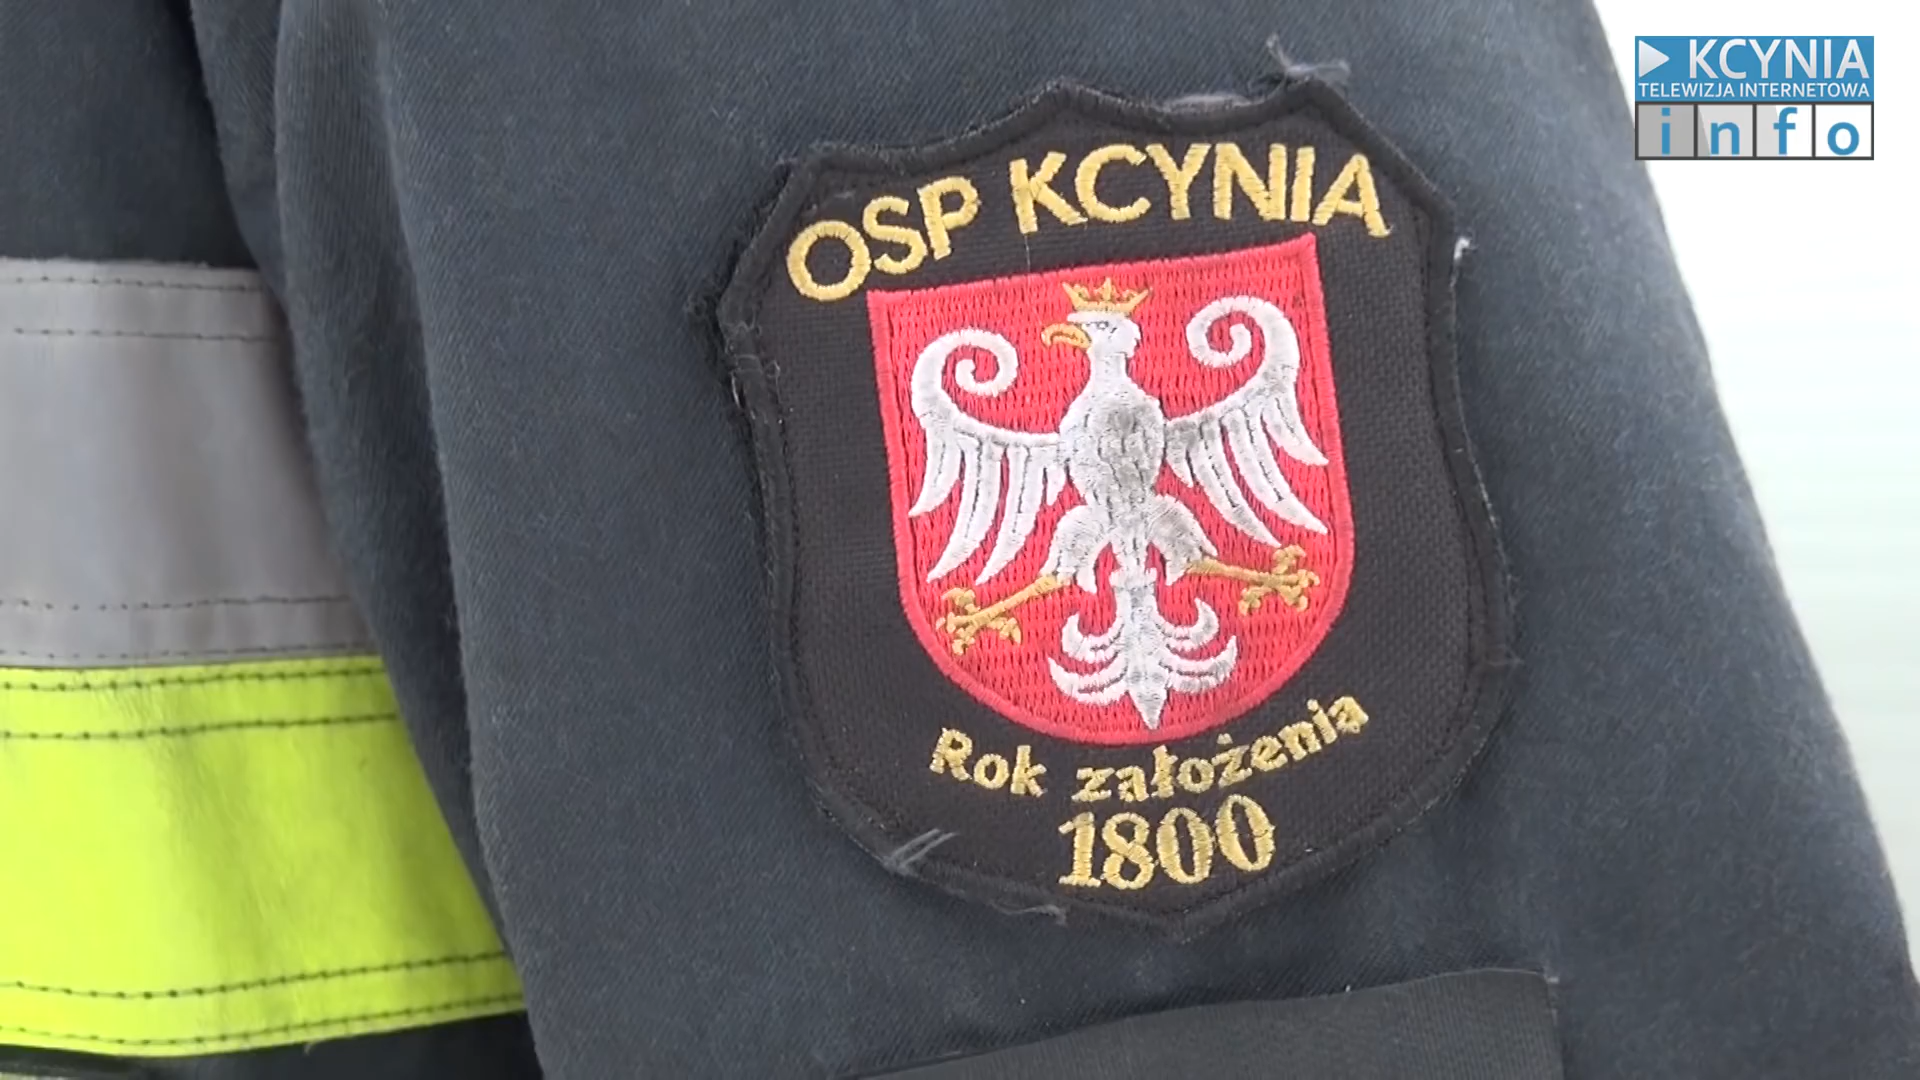 KCYNIA
TELEWIZJA INTERNETOWA
info
OSP KCYNIA
Rok założenia
1800